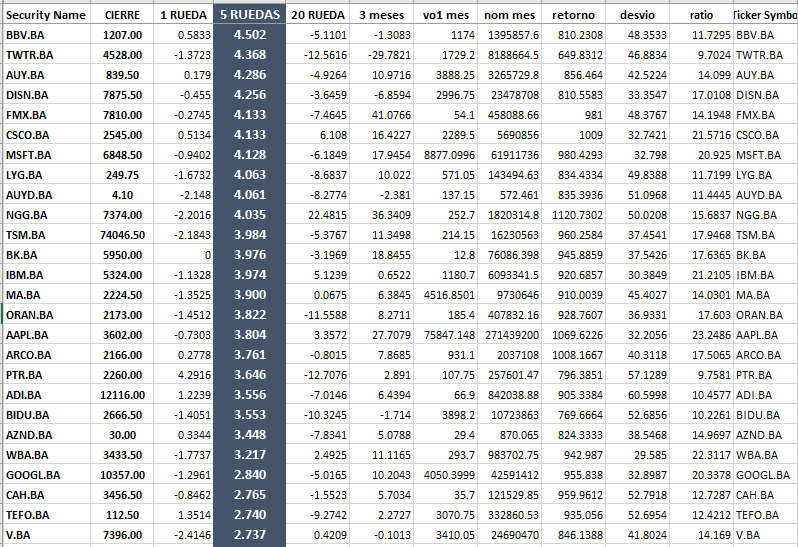 Security Name CIERRE 1 RUEDA 5 RUEDAS 20 RUEDA 3 meses vo1 mes nom mes retorno desvio ratio Ticker Symbo
BBV.BA 1207.00 0.5833 4.502 -5.1101 -1.3083 1174 1395857.6 810.2308 48.3533 11.7295 BBV.BA
TWTR.BA 4528.00 -1.3723 4.368 -12.5616 -29.7821 1729.2 8188664.5 649.8312 46.8834 9.7024 TWTR.BA
AUY.BA 839.50 0.179 4.286 -4.9264 10.9716 3888.25 3265729.8 856.464 42.5224 14.099 AUY.BA
DISN.BA 7875.50 -0.455 4.256 -3.6459 -6.8594 2996.75 23478708 810.5583 33.3547 17.0108 DISN.BA
FMX.BA 7810.00 -0.2745 4.133 -7.4645 41.0766 54.1 458088.66 981 48.3767 14.1948 FMX.BA
CSCO.BA 2545.00 0.5134 4.133 6.108 16.4227 2289.5 5690856 1009 32.7421 21.5716 CSCO.BA
MSFT.BA 6848.50 -0.9402 4.128 -6.1849 17.9454 8877.0996 61911736 980.4293 32.798 20.925 MSFT.BA
LYG.BA 249.75 -1.6732 4.063 -8.6837 10.022 571.05 143494.63 834.4334 49.8388 11.7199 LYG.BA
AUYD.BA 4.10 -2.148 4.061 -8.2774 -2.381 137.15 572.461 835.3936 51.0968 11.4445 AUYD.BA
NGG.BA 7374.00 -2.2016 4.035 22.4815 36.3409 252.7 1820314.8 1120.7302 50.0208 15.6837 NGG.BA
TSM.BA 74046.50 -2.1843 3.984 -5.3767 11.3498 214.15 16230563 960.2584 37.4541 17.9468 TSM.BA
BK.BA 5950.00 0 3.976 -3.1969 18.8455 12.8 76086.398 945.8859 37.5426 17.6365 BK.BA
IBM.BA 5324.00 -1.1328 3.974 5.1239 0.6522 1180.7 6093341.5 920.6857 30.3849 21.2105 IBM.BA
MA.BA 2224.50 -1.3525 3.900 0.0675 6.3845 4516.8501 9730646 910.0039 45.4027 14.0301 MA.BA
ORAN.BA 2173.00 -1.4512 3.822 -11.5588 8.2711 185.4 407832.16 928.7607 36.9331 17.603 ORAN.BA
AAPL.BA 3602.00 -0.7303 3.804 3.3572 27.7079 75847.148 271439200 1069.6226 32.2056 23.2486 AAPL.BA
ARCO.BA 2166.00 0.2778 3.761 -0.8015 7.8685 931.1 2037108 1008.1667 40.3118 17.5065 ARCO.BA
PTR.BA 2260.00 4.2916 3.646 -12.7076 2.891 107.75 257601.47 796.3851 57.1289 9.7581 PTR.BA
ADI.BA 12116.00 1.2239 3.556 -7.0146 6.4394 66.9 842038.88 905.3384 60.5998 10.4577 ADI.BA
BIDU.BA 2666.50 -1.4051 3.553 -10.3245 -1.714 3898.2 10723863 769.6664 52.6856 10.2261 BIDU.BA
AZND.BA 30.00 0.3344 3.448 -7.8341 5.0788 29.4 870.065 824.3333 38.5468 14.9697 AZND.BA
WBA.BA 3433.50 -1.7737 3.217 2.4925 11.1165 293.7 983702.75 942.987 29.585 22.3117 WBA.BA
GOOGL.BA 10357.00 -1.2961 2.840 -5.0165 10.2043 4050.3999 42591412 955.838 32.8987 20.3378 GOOGL.BA
CAH.BA 3456.50 -0.8462 2.765 -1.5523 5.7034 35.7 121529.85 959.9612 52.7918 12.7287 CAH.BA
TEFO.BA 112.50 1.3514 2.740 -9.2742 2.2727 3070.75 332860.53 935.056 52.6954 12.4212 TEFO.BA
V.BA 7396.00 -2.4146 2.737 0.4209 -0.1013 3410.05 24690470 846.1388 41.8024 14.169 V.BA